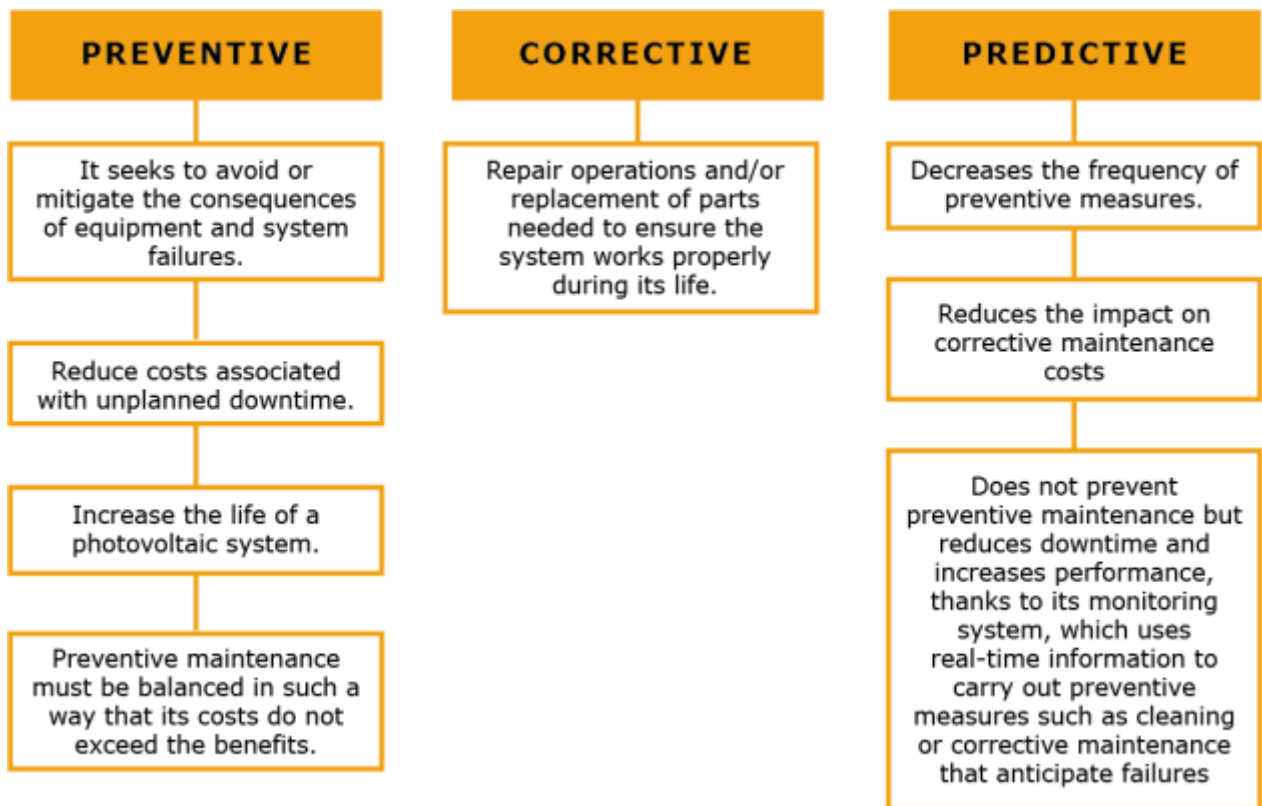 PREVENTIVE
It seeks to avoid or
mitigate the consequences
of equipment and system
failures.
Reduce costs associated
with unplanned downtime.
Increase the life of a
photovoltaic system.
Preventive maintenance
must be balanced in such a
way that its costs do not
exceed the benefits.
CORRECTIVE
Repair operations and/or
replacement of parts
needed to ensure the
system works properly
during its life.
PREDICTIVE
Decreases the frequency of
preventive measures.
Reduces the impact on
corrective maintenance
costs
Does not prevent
preventive maintenance but
reduces downtime and
increases performance,
thanks to its monitoring
system, which uses
real-time information to
carry out preventive
measures such as cleaning
or corrective maintenance
that anticipate failures